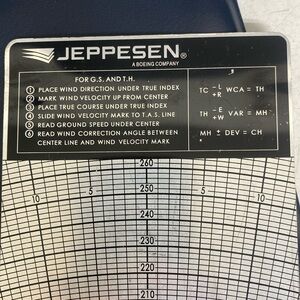 JEPPESEN®
A BOEING COMPANY
FOR G.S. AND T.H.
1 PLACE WIND DIRECTION UNDER TRUE INDEX
2 MARK WIND VELOCITY UP FROM CENTER
3 PLACE TRUE COURSE UNDER TRUE INDEX
4 SLIDE WIND VELOCITY MARK TO T.A.S. LINE
5 READ GROUND SPEED UNDER CENTER
6 READ WIND CORRECTION ANGLE BETWEEN
CENTER LINE AND WIND VELOCITY MARK
TC -L +R WCA = TH
TH -E +W VAR = MH
MH ± DEV = CH
260
10 5 5 10
250
240
230
220
210